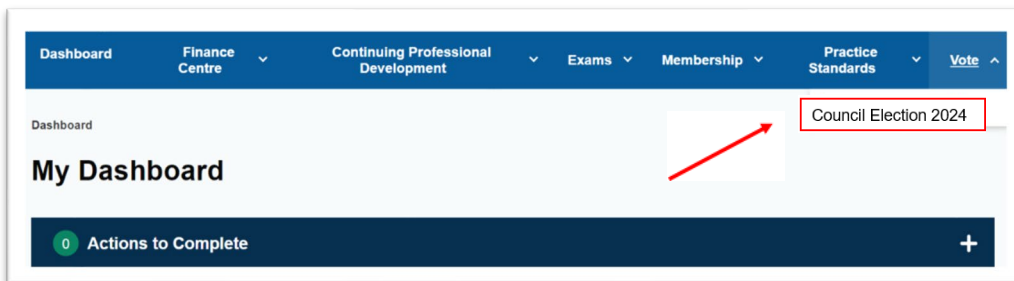 Dashboard
Finance
Centre
Continuing Professional
Development
Exams
Membership
Practice
Standards
Vote
Council Election 2024
Dashboard
My Dashboard
0 Actions to Complete